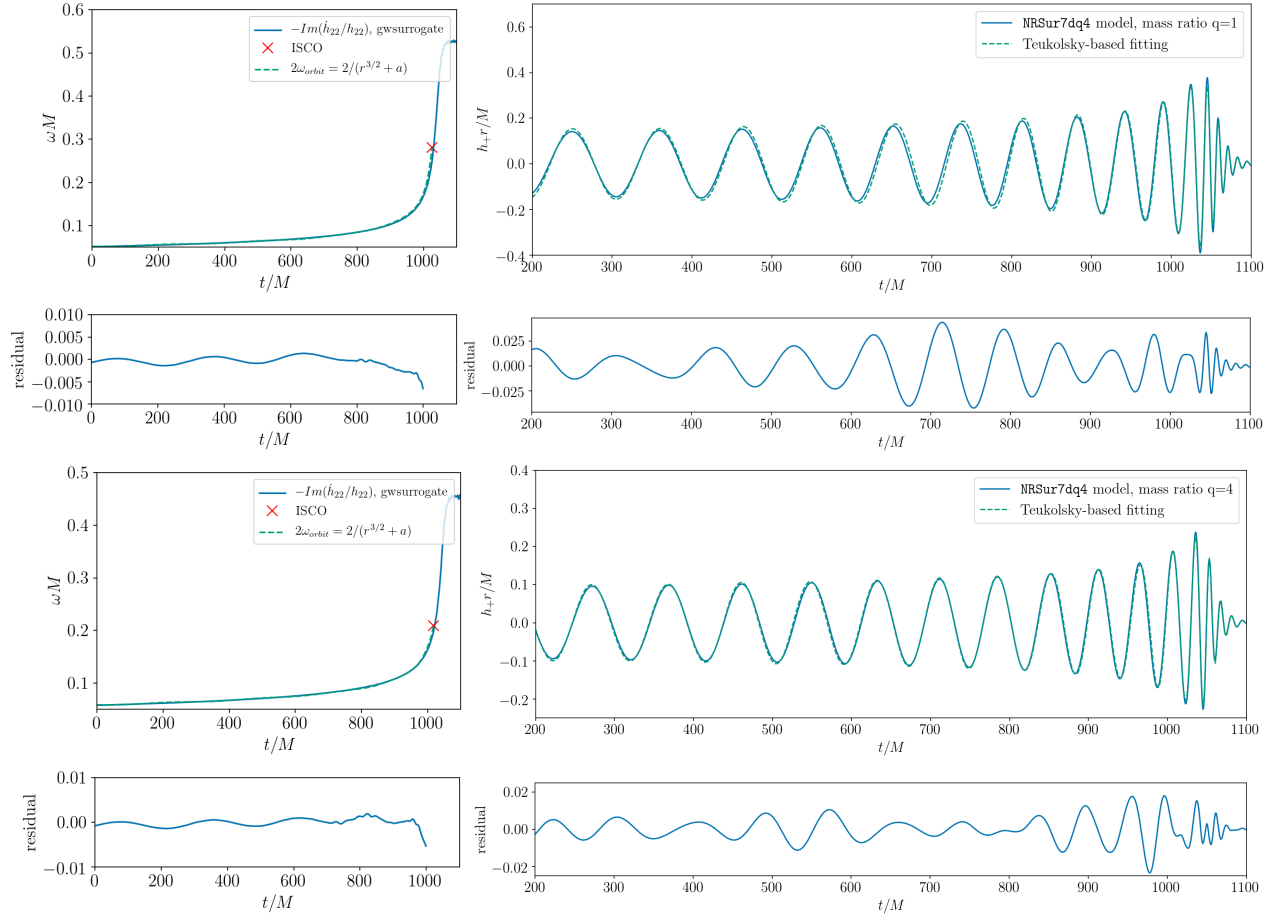 0.6
0.5
0.4
0.3
0.2
0.1
ωM
−Im(ḣ₂₂/h₂₂), gwsurrogate
ISCO
2ω_orbit = 2/(r^{3/2} + a)
0 200 400 600 800 1000
t/M
0.6
0.4
0.2
0.0
−0.2
−0.4
h₊r/M
NRSur7dq4 model, mass ratio q=1
Teukolsky-based fitting
200 300 400 500 600 700 800 900 1000 1100
t/M
0.010
0.005
0.000
−0.005
−0.010
residual
0 200 400 600 800 1000
t/M
0.025
0.000
−0.025
residual
200 300 400 500 600 700 800 900 1000 1100
t/M
0.5
0.4
0.3
0.2
0.1
ωM
−Im(ḣ₂₂/h₂₂), gwsurrogate
ISCO
2ω_orbit = 2/(r^{3/2} + a)
0 200 400 600 800 1000
t/M
0.4
0.3
0.2
0.1
0.0
−0.1
−0.2
h₊r/M
NRSur7dq4 model, mass ratio q=4
Teukolsky-based fitting
200 300 400 500 600 700 800 900 1000 1100
t/M
0.01
0.00
−0.01
residual
0 200 400 600 800 1000
t/M
0.02
0.00
−0.02
residual
200 300 400 500 600 700 800 900 1000 1100
t/M